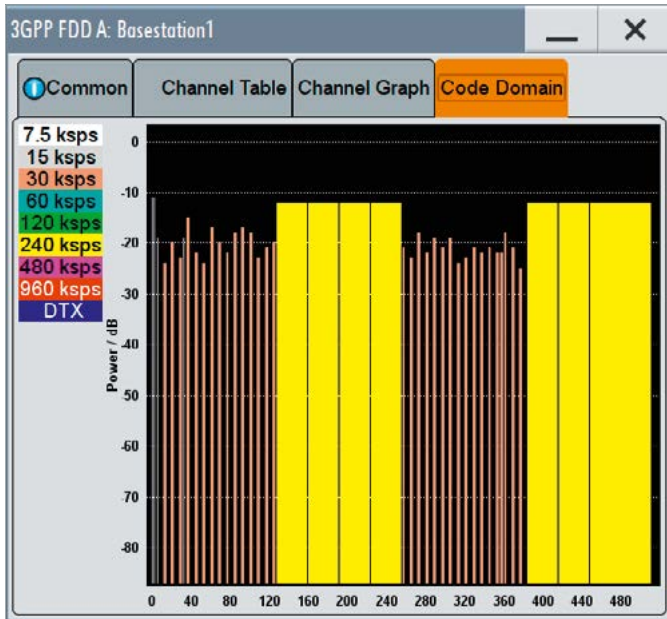 3GPP FDD A: Basestation1
Common
Channel Table
Channel Graph
Code Domain
7.5 ksps
15 ksps
30 ksps
60 ksps
120 ksps
240 ksps
480 ksps
960 ksps
DTX
Power / dB
0
-10
-20
-30
-40
-50
-60
-70
-80
0 40 80 120 160 200 240 280 320 360 400 440 480